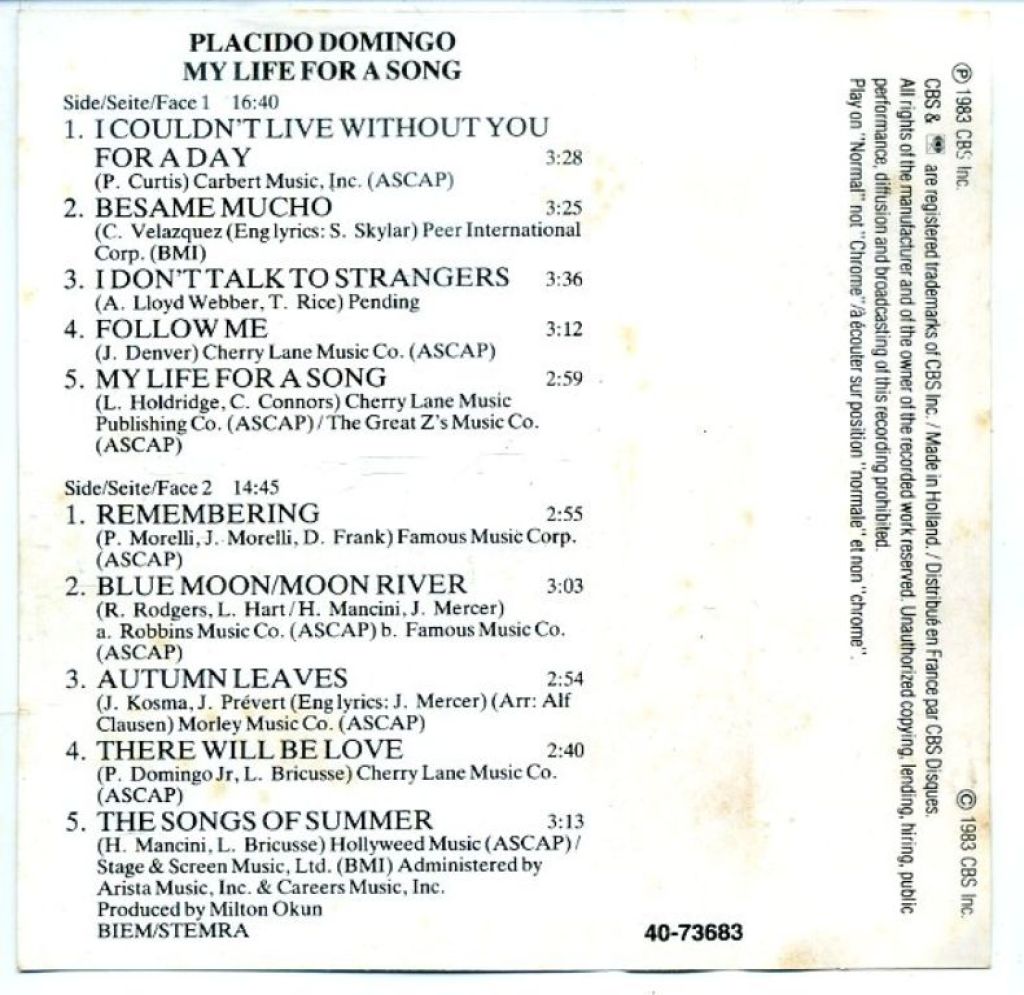 PLACIDO DOMINGO
MY LIFE FOR A SONG
Side/Seite/Face 1 16:40
1. I COULDN'T LIVE WITHOUT YOU
FOR A DAY 3:28
(P. Curtis) Carbert Music, Inc. (ASCAP)
2. BESAME MUCHO 3:25
(C. Velazquez (Eng lyrics: S. Skylar) Peer International
Corp. (BMI)
3. I DON'T TALK TO STRANGERS 3:36
(A. Lloyd Webber, T. Rice) Pending
4. FOLLOW ME 3:12
(J. Denver) Cherry Lane Music Co. (ASCAP)
5. MY LIFE FOR A SONG 2:59
(L. Holdridge, C. Connors) Cherry Lane Music
Publishing Co. (ASCAP)/The Great Z's Music Co.
(ASCAP)
Side/Seite/Face 2 14:45
1. REMEMBERING 2:55
(P. Morelli, J. Morelli, D. Frank) Famous Music Corp.
(ASCAP)
2. BLUE MOON/MOON RIVER 3:03
(R. Rodgers, L. Hart/H. Mancini, J. Mercer)
a. Robbins Music Co. (ASCAP) b. Famous Music Co.
(ASCAP)
3. AUTUMN LEAVES 2:54
(J. Kosma, J. Prévert (Eng lyrics: J. Mercer) (Arr: Alf
Clausen) Morley Music Co. (ASCAP)
4. THERE WILL BE LOVE 2:40
(P. Domingo Jr, L. Bricusse) Cherry Lane Music Co.
(ASCAP)
5. THE SONGS OF SUMMER 3:13
(H. Mancini, L. Bricusse) Hollyweed Music (ASCAP)/
Stage & Screen Music, Ltd. (BMI) Administered by
Arista Music, Inc. & Careers Music, Inc.
Produced by Milton Okun
BIEM/STEMRA
40-73683
℗ 1983 CBS Inc. © 1983 CBS Inc.
CBS & are registered trademarks of CBS Inc. / Made in Holland. / Distribué en France par CBS Disques.
All rights of the manufacturer and of the owner of the recorded work reserved. Unauthorized copying, lending, hiring, public
performance, diffusion and broadcasting of this recording prohibited.
Play on "Normal" not "Chrome"/à écouter sur position "normale" et non "chrome".